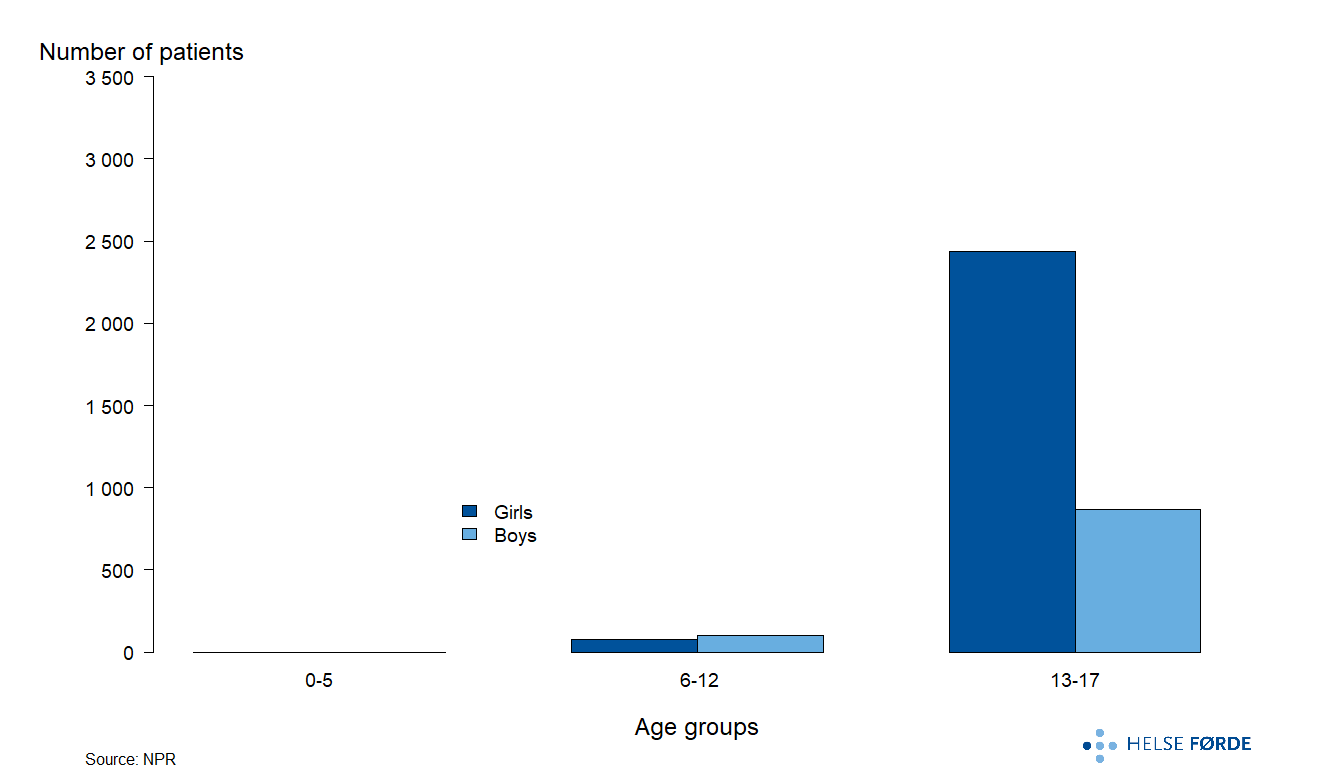 Number of patients
3 500
3 000
2 500
2 000
1 500
1 000
500
0
Girls
Boys
0-5
6-12
13-17
Age groups
Source: NPR
HELSE FØRDE